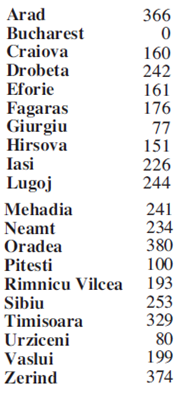 Arad 366
Bucharest 0
Craiova 160
Drobeta 242
Eforie 161
Fagaras 176
Giurgiu 77
Hirsova 151
Iasi 226
Lugoj 244
Mehadia 241
Neamt 234
Oradea 380
Pitesti 100
Rimnicu Vilcea 193
Sibiu 253
Timisoara 329
Urziceni 80
Vaslui 199
Zerind 374